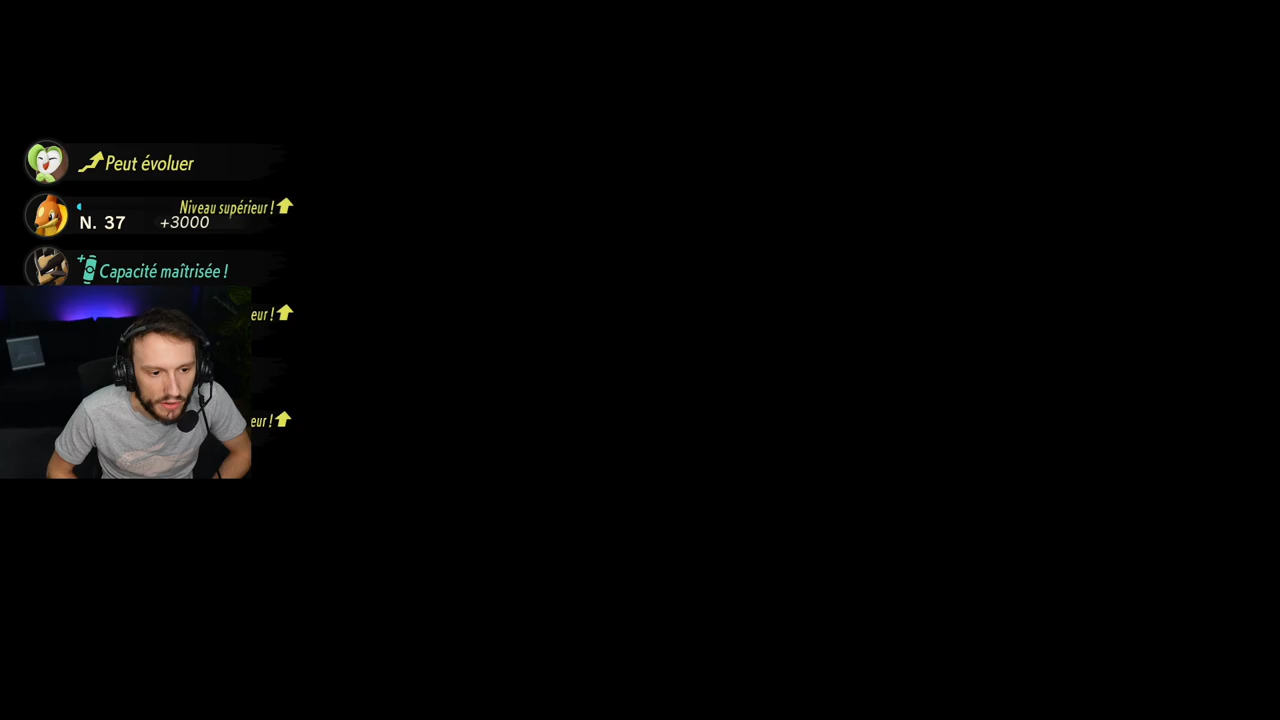 Peut évoluer
Niveau supérieur !
N. 37 +3000
Capacité maîtrisée !
eur !
eur !